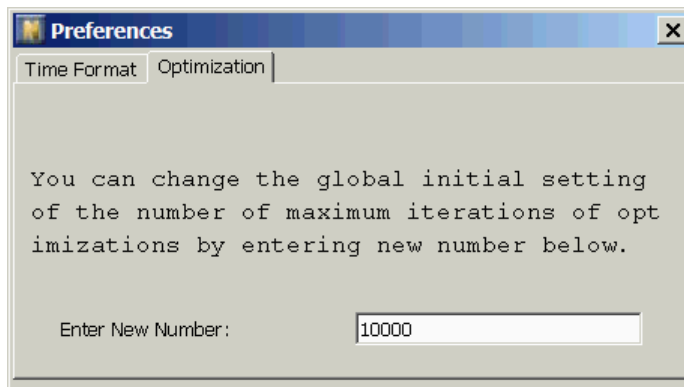 Preferences
Time Format Optimization
You can change the global initial setting
of the number of maximum iterations of opt
imizations by entering new number below.
Enter New Number: 10000